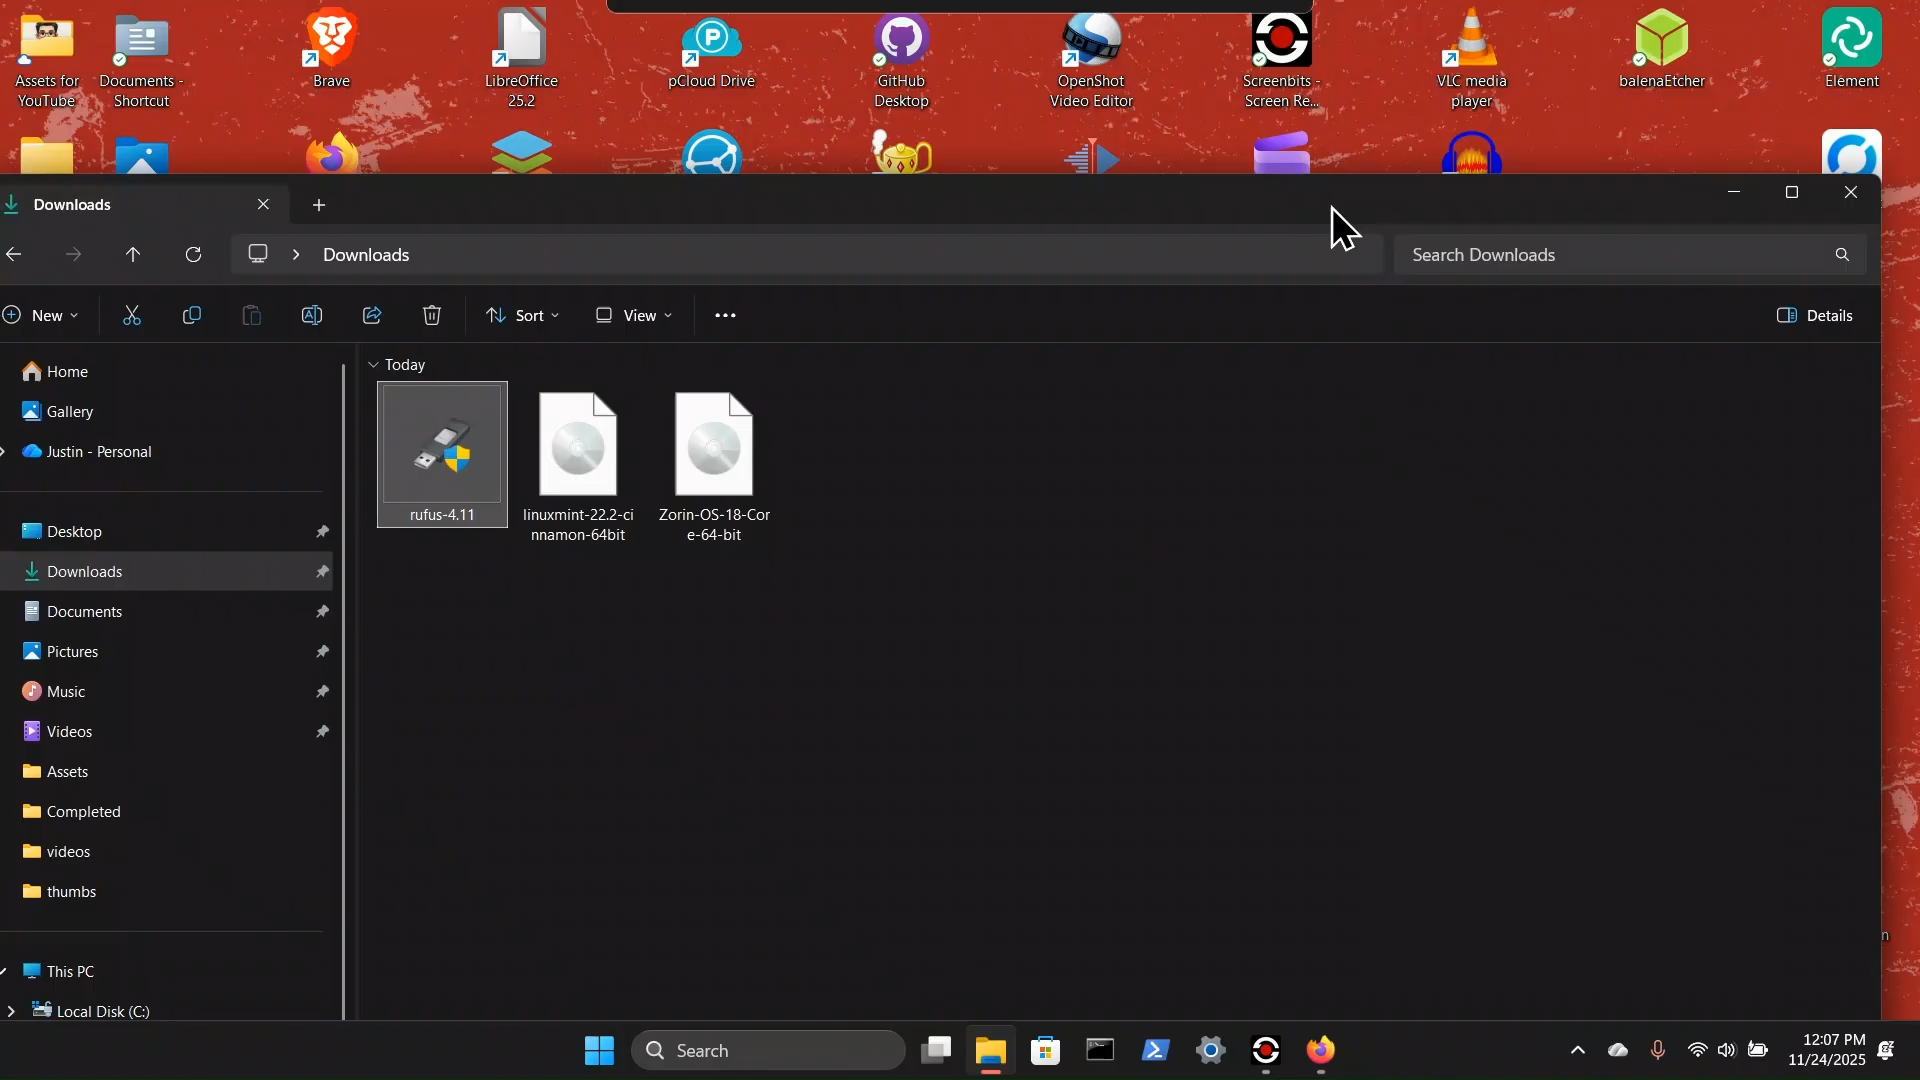 Assets for
YouTube
Documents -
Shortcut
Brave
LibreOffice
25.2
pCloud Drive
GitHub
Desktop
OpenShot
Video Editor
Screenbits -
Screen Re...
VLC media
player
balenaEtcher
Element
Downloads
Downloads
Search Downloads
New
Sort
View
Details
Home
Gallery
Justin - Personal
Desktop
Downloads
Documents
Pictures
Music
Videos
Assets
Completed
videos
thumbs
This PC
Local Disk (C:)
Today
rufus-4.11
linuxmint-22.2-ci
nnamon-64bit
Zorin-OS-18-Cor
e-64-bit
n
Search
12:07 PM
11/24/2025